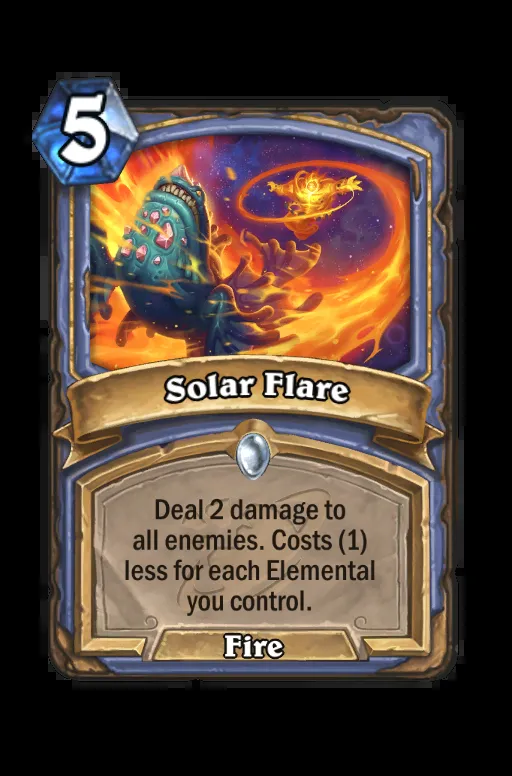 5
Solar Flare
Deal 2 damage to
all enemies. Costs (1)
less for each Elemental
you control.
Fire